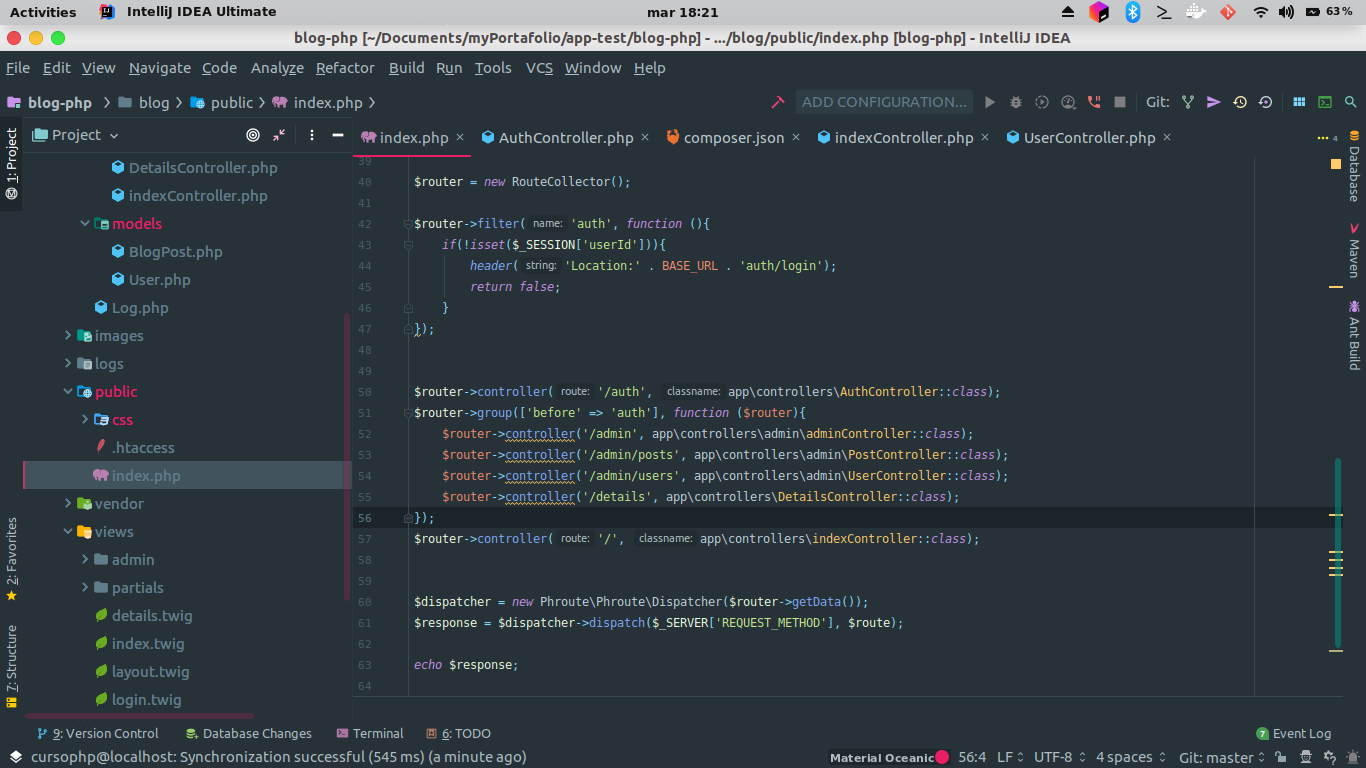 Activities IntelliJ IDEA Ultimate mar 18:21 63%
blog-php [~/Documents/myPortafolio/app-test/blog-php] - .../blog/public/index.php [blog-php] - IntelliJ IDEA
File Edit View Navigate Code Analyze Refactor Build Run Tools VCS Window Help
blog-php blog public index.php ADD CONFIGURATION... Git:
1: Project
Project
index.php AuthController.php composer.json indexController.php UserController.php 4
DetailsController.php
indexController.php
models
BlogPost.php
User.php
Log.php
images
logs
public
css
.htaccess
index.php
vendor
views
admin
partials
details.twig
index.twig
layout.twig
login.twig
2: Favorites
7: Structure
39
40 $router = new RouteCollector();
41
42 $router->filter( name: 'auth', function (){
43 if(!isset($_SESSION['userId'])){
44 header( string: 'Location:' . BASE_URL . 'auth/login');
45 return false;
46 }
47 });
48
49
50 $router->controller( route: '/auth', classname: app\controllers\AuthController::class);
51 $router->group(['before' => 'auth'], function ($router){
52 $router->controller('/admin', app\controllers\admin\adminController::class);
53 $router->controller('/admin/posts', app\controllers\admin\PostController::class);
54 $router->controller('/admin/users', app\controllers\admin\UserController::class);
55 $router->controller('/details', app\controllers\DetailsController::class);
56 });
57 $router->controller( route: '/', classname: app\controllers\indexController::class);
58
59
60 $dispatcher = new Phroute\Phroute\Dispatcher($router->getData());
61 $response = $dispatcher->dispatch($_SERVER['REQUEST_METHOD'], $route);
62
63 echo $response;
64
Database
Maven
Ant Build
9: Version Control Database Changes Terminal 6: TODO 7 Event Log
cursophp@localhost: Synchronization successful (545 ms) (a minute ago) Material Oceanic 56:4 LF UTF-8 4 spaces Git: master